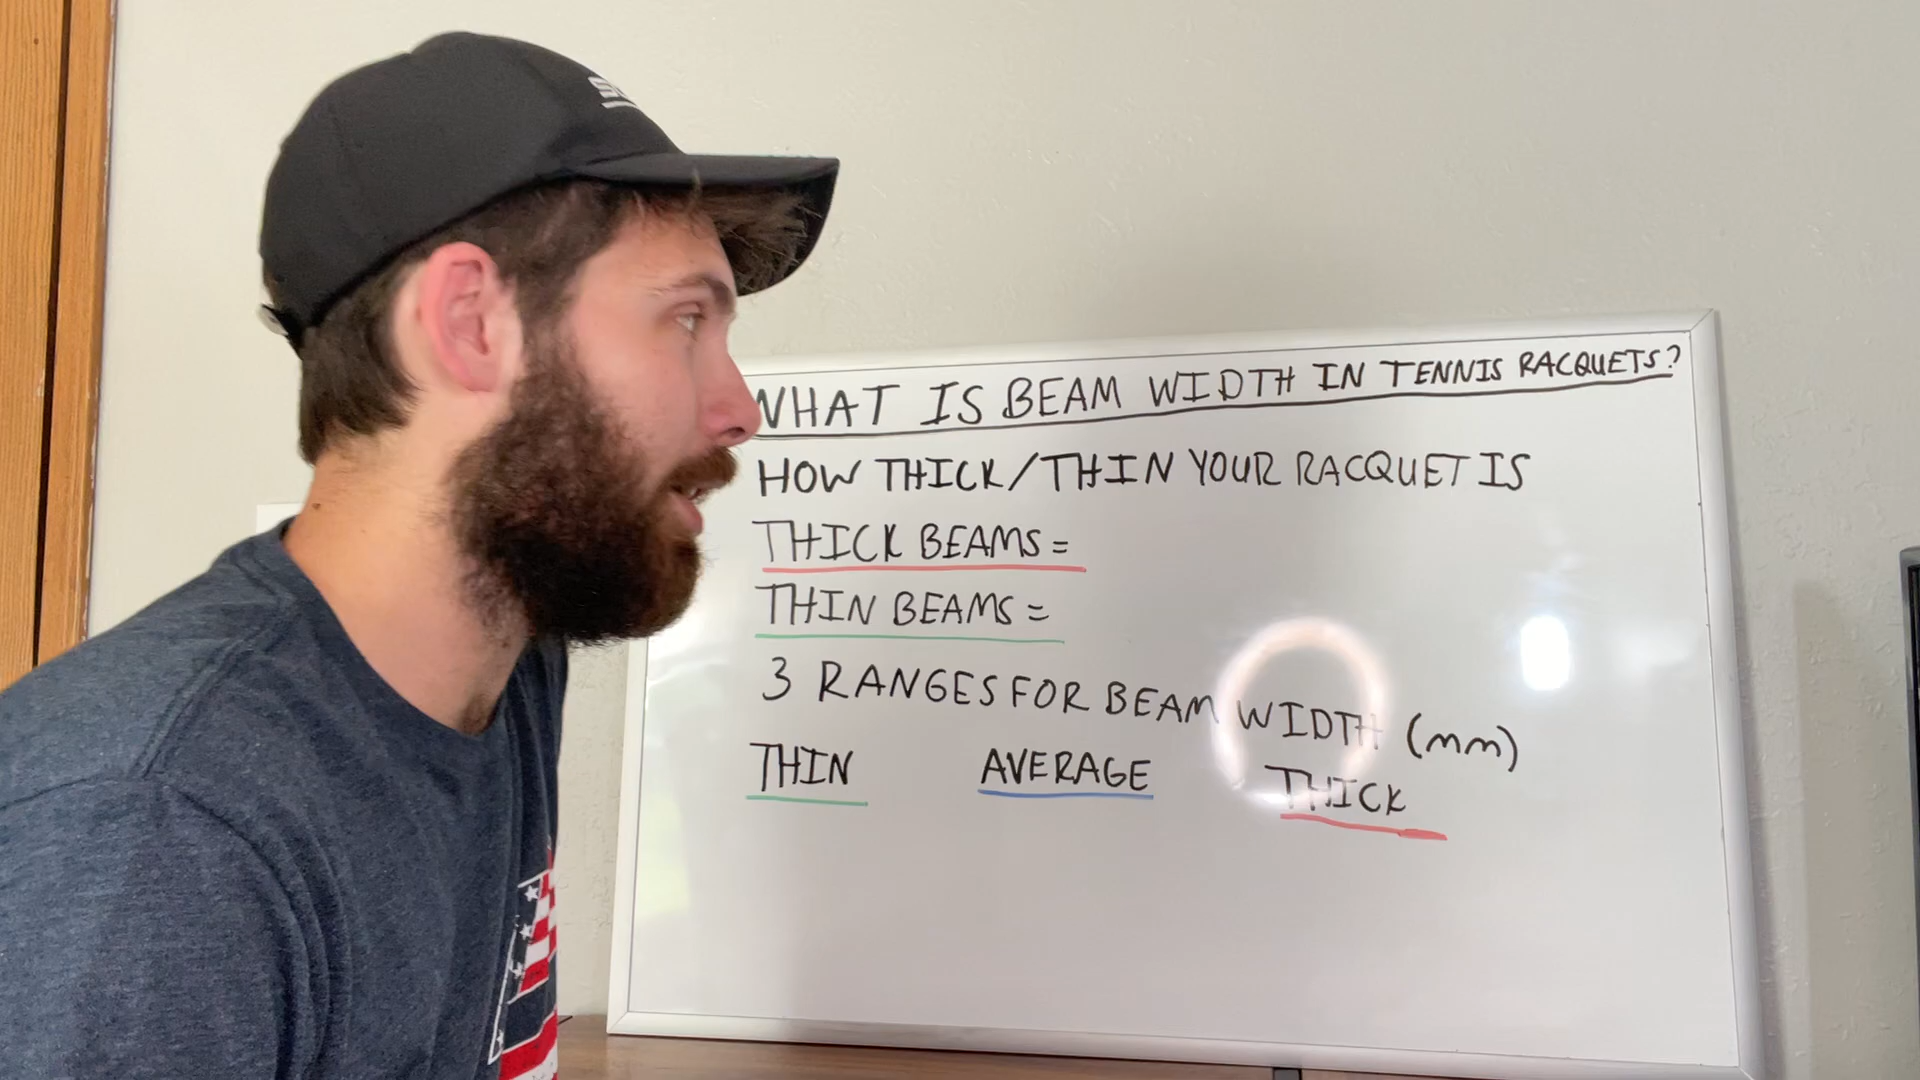 WHAT IS BEAM WIDTH IN TENNIS RACQUETS?
HOW THICK/THIN YOUR RACQUET IS
THICK BEAMS =
THIN BEAMS =
3 RANGES FOR BEAM WIDTH (mm)
THIN AVERAGE THICK